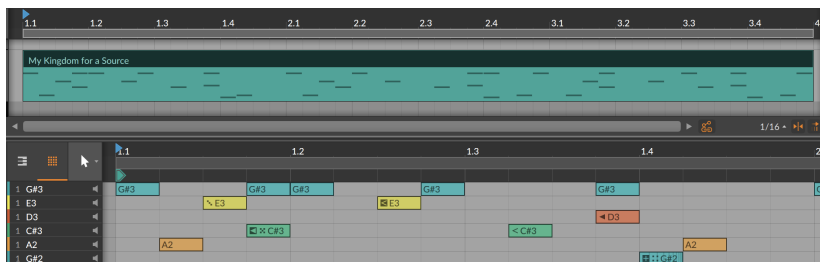 1.1 1.2 1.3 1.4 2.1 2.2 2.3 2.4 3.1 3.2 3.3 3.4 4
My Kingdom for a Source
1/16
1.1 1.2 1.3 1.4 2
1 G#3 G#3 G#3 G#3 G#3 G#3
1 E3 E3 E3
1 D3 D3
1 C#3 C#3 C#3
1 A2 A2 A2
1 G#2 G#2